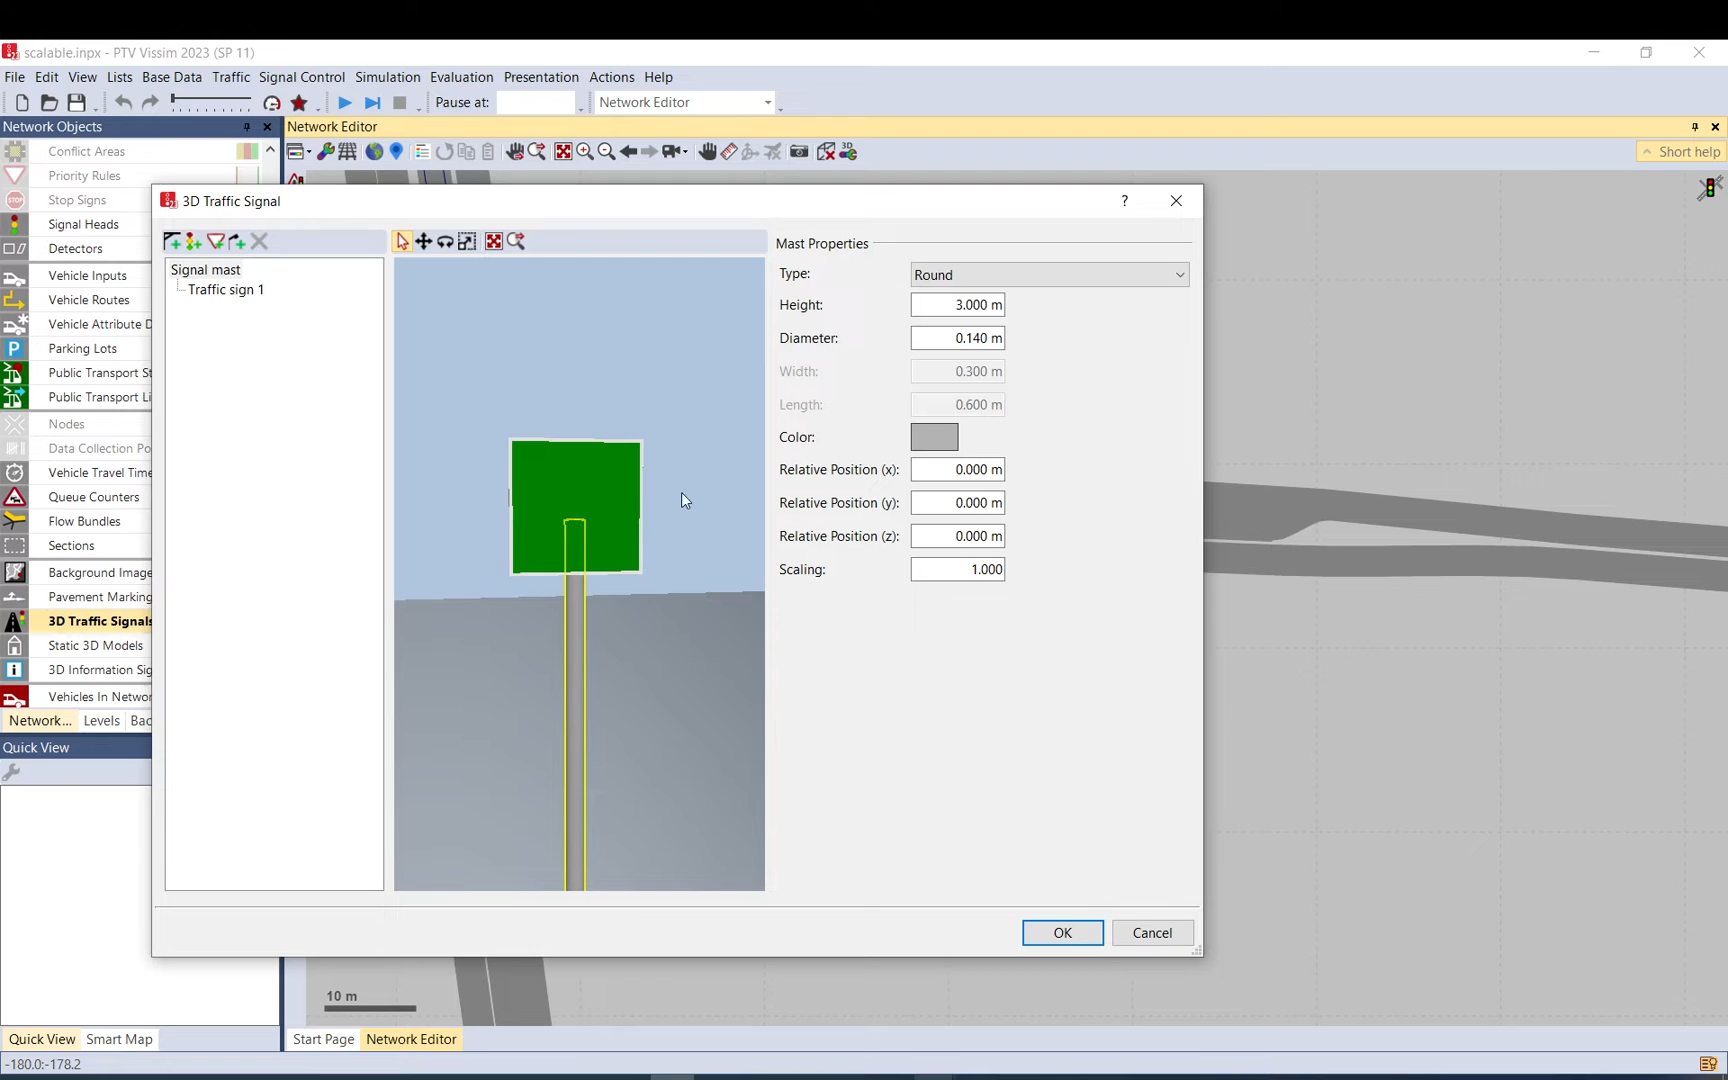 scalable.inpx - PTV Vissim 2023 (SP 11)
File Edit View Lists Base Data Traffic Signal Control Simulation Evaluation Presentation Actions Help
Pause at: Network Editor
Network Objects
Network Editor
Short help
Conflict Areas
Priority Rules
Stop Signs
Signal Heads
Detectors
Vehicle Inputs
Vehicle Routes
Vehicle Attribute D
Parking Lots
Public Transport St
Public Transport Li
Nodes
Data Collection Po
Vehicle Travel Time
Queue Counters
Flow Bundles
Sections
Background Image
Pavement Marking
3D Traffic Signals
Static 3D Models
3D Information Sig
Vehicles In Networ
Network... Levels Bac
Quick View
3D Traffic Signal
?
Signal mast
Traffic sign 1
Mast Properties
Type: Round
Height: 3.000 m
Diameter: 0.140 m
Width: 0.300 m
Length: 0.600 m
Color:
Relative Position (x): 0.000 m
Relative Position (y): 0.000 m
Relative Position (z): 0.000 m
Scaling: 1.000
OK Cancel
10 m
Quick View Smart Map
Start Page Network Editor
-180.0:-178.2